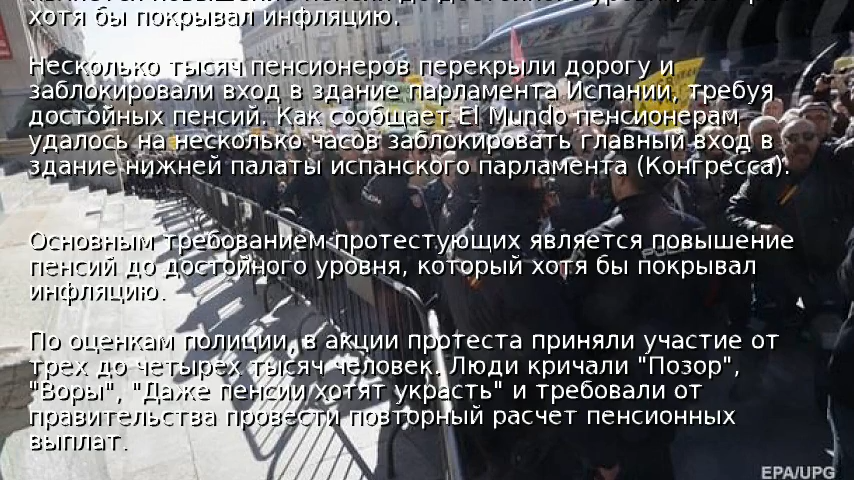 хотя бы покрывал инфляцию.
Несколько тысяч пенсионеров перекрыли дорогу и
заблокировали вход в здание парламента Испании, требуя
достойных пенсий. Как сообщает El Mundo пенсионерам
удалось на несколько часов заблокировать главный вход в
здание нижней палаты испанского парламента (Конгресса).
Основным требованием протестующих является повышение
пенсий до достойного уровня, который хотя бы покрывал
инфляцию.
По оценкам полиции, в акции протеста приняли участие от
трех до четырех тысяч человек. Люди кричали "Позор",
"Воры", "Даже пенсии хотят украсть" и требовали от
правительства провести повторный расчет пенсионных
выплат.
EPA/UPG